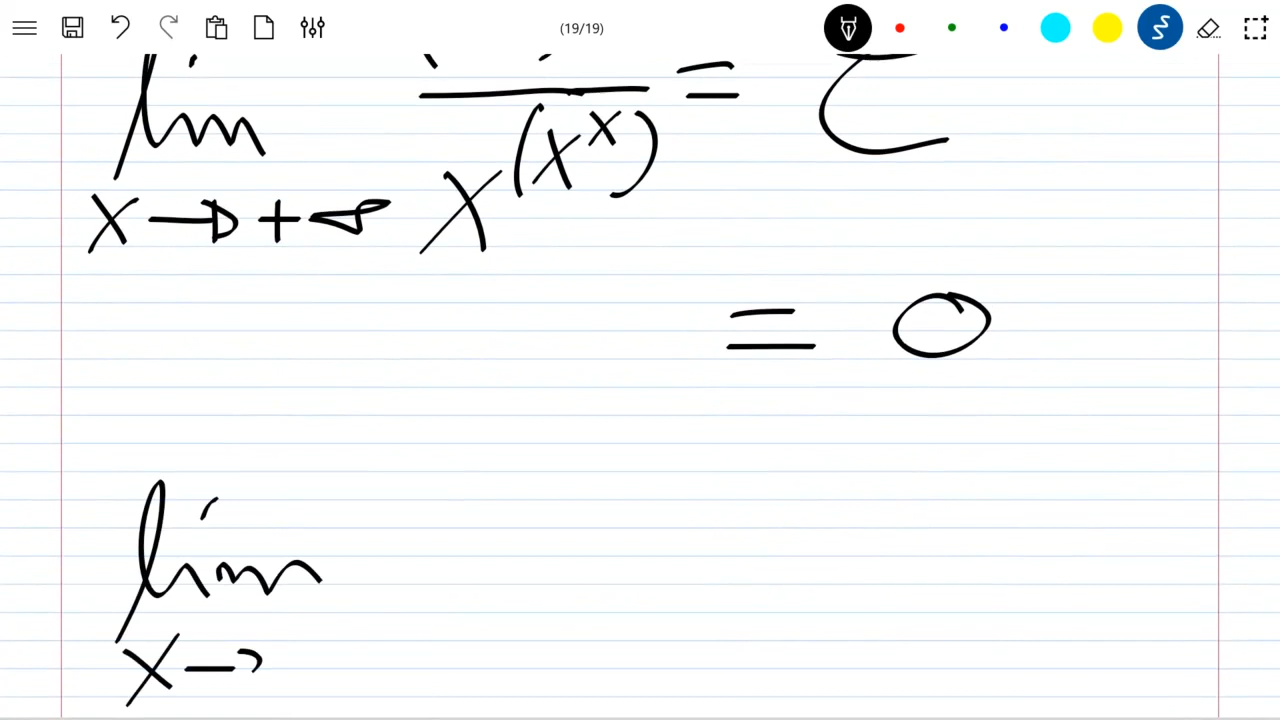 (19/19)
lim x→+∞ x^(x^x) =
= 0
lim
x→